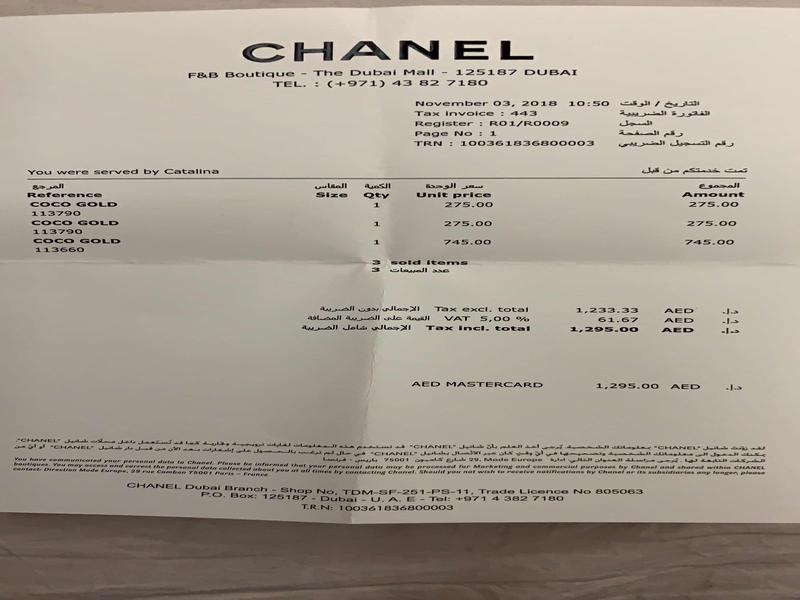 CHANEL
F&B Boutique - The Dubai Mall - 125187 DUBAI
TEL. : (+971) 43 82 7180
November 03, 2018 10:50 التاريخ / الوقت
Tax invoice : 443 الفاتورة الضريبية
Register : R01/R0009 السجل
Page No : 1 رقم الصفحة
TRN : 100361836800003 رقم التسجيل الضريبي
You were served by Catalina تمت خدمتكم من قبل
المرجع المقاس الكمية سعر الوحدة المجموع
Reference Size Qty Unit price Amount
COCO GOLD 1 275.00 275.00
113790
COCO GOLD 1 275.00 275.00
113790
COCO GOLD 1 745.00 745.00
113660
3 sold items
3 عدد المبيعات
الإجمالي بدون الضريبة Tax excl. total 1,233.33 AED د.إ.
القيمة على الضريبة المضافة VAT 5,00 % 61.67 AED د.إ.
الإجمالي شامل الضريبة Tax incl. total 1,295.00 AED د.إ.
AED MASTERCARD 1,295.00 AED د.إ.
You have communicated your personal data to Chanel. Please be informed that your personal data may be processed for Marketing and commercial purposes by Chanel and shared within CHANEL
boutiques. You may access and correct the personal data collected about you at all times by contacting Chanel. Should you not wish to receive notifications by Chanel or its subsidiaries any longer, please
contact: Direction Mode Europe, 29 rue Cambon 75001 Paris - France
CHANEL Dubai Branch - Shop No, TDM-SF-251-PS-11, Trade Licence No 805063
P.O. Box: 125187 - Dubai - U. A. E - Tel: +971 4 382 7180
T.R.N: 100361836800003